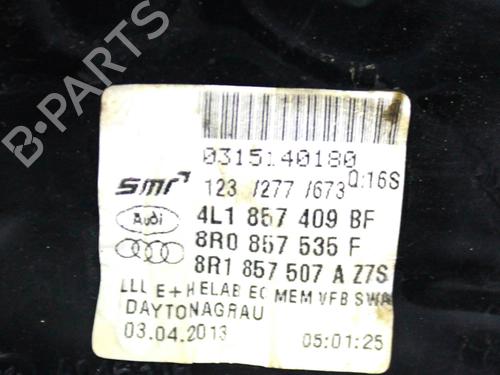 B-PARTS
0315140180
smr 123 /277 /673 Q:16S
Audi 4L1 857 409 BF
8R0 857 535 F
8R1 857 507 A Z7S
LLL E+HELAB EC MEM VFB SWA
DAYTONAGRAU
03.04.2013 05:01:25